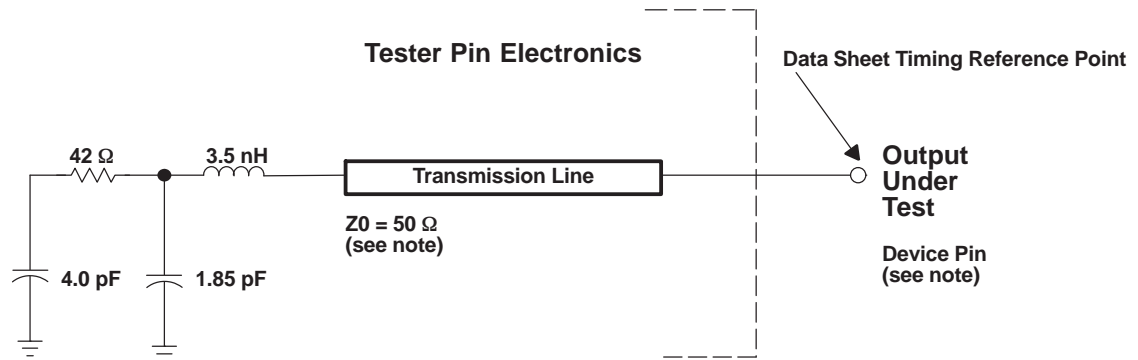 Tester Pin Electronics
Data Sheet Timing Reference Point
42 Ω
3.5 nH
Transmission Line
Output
Under
Test
Z0 = 50 Ω
(see note)
Device Pin
(see note)
4.0 pF
1.85 pF